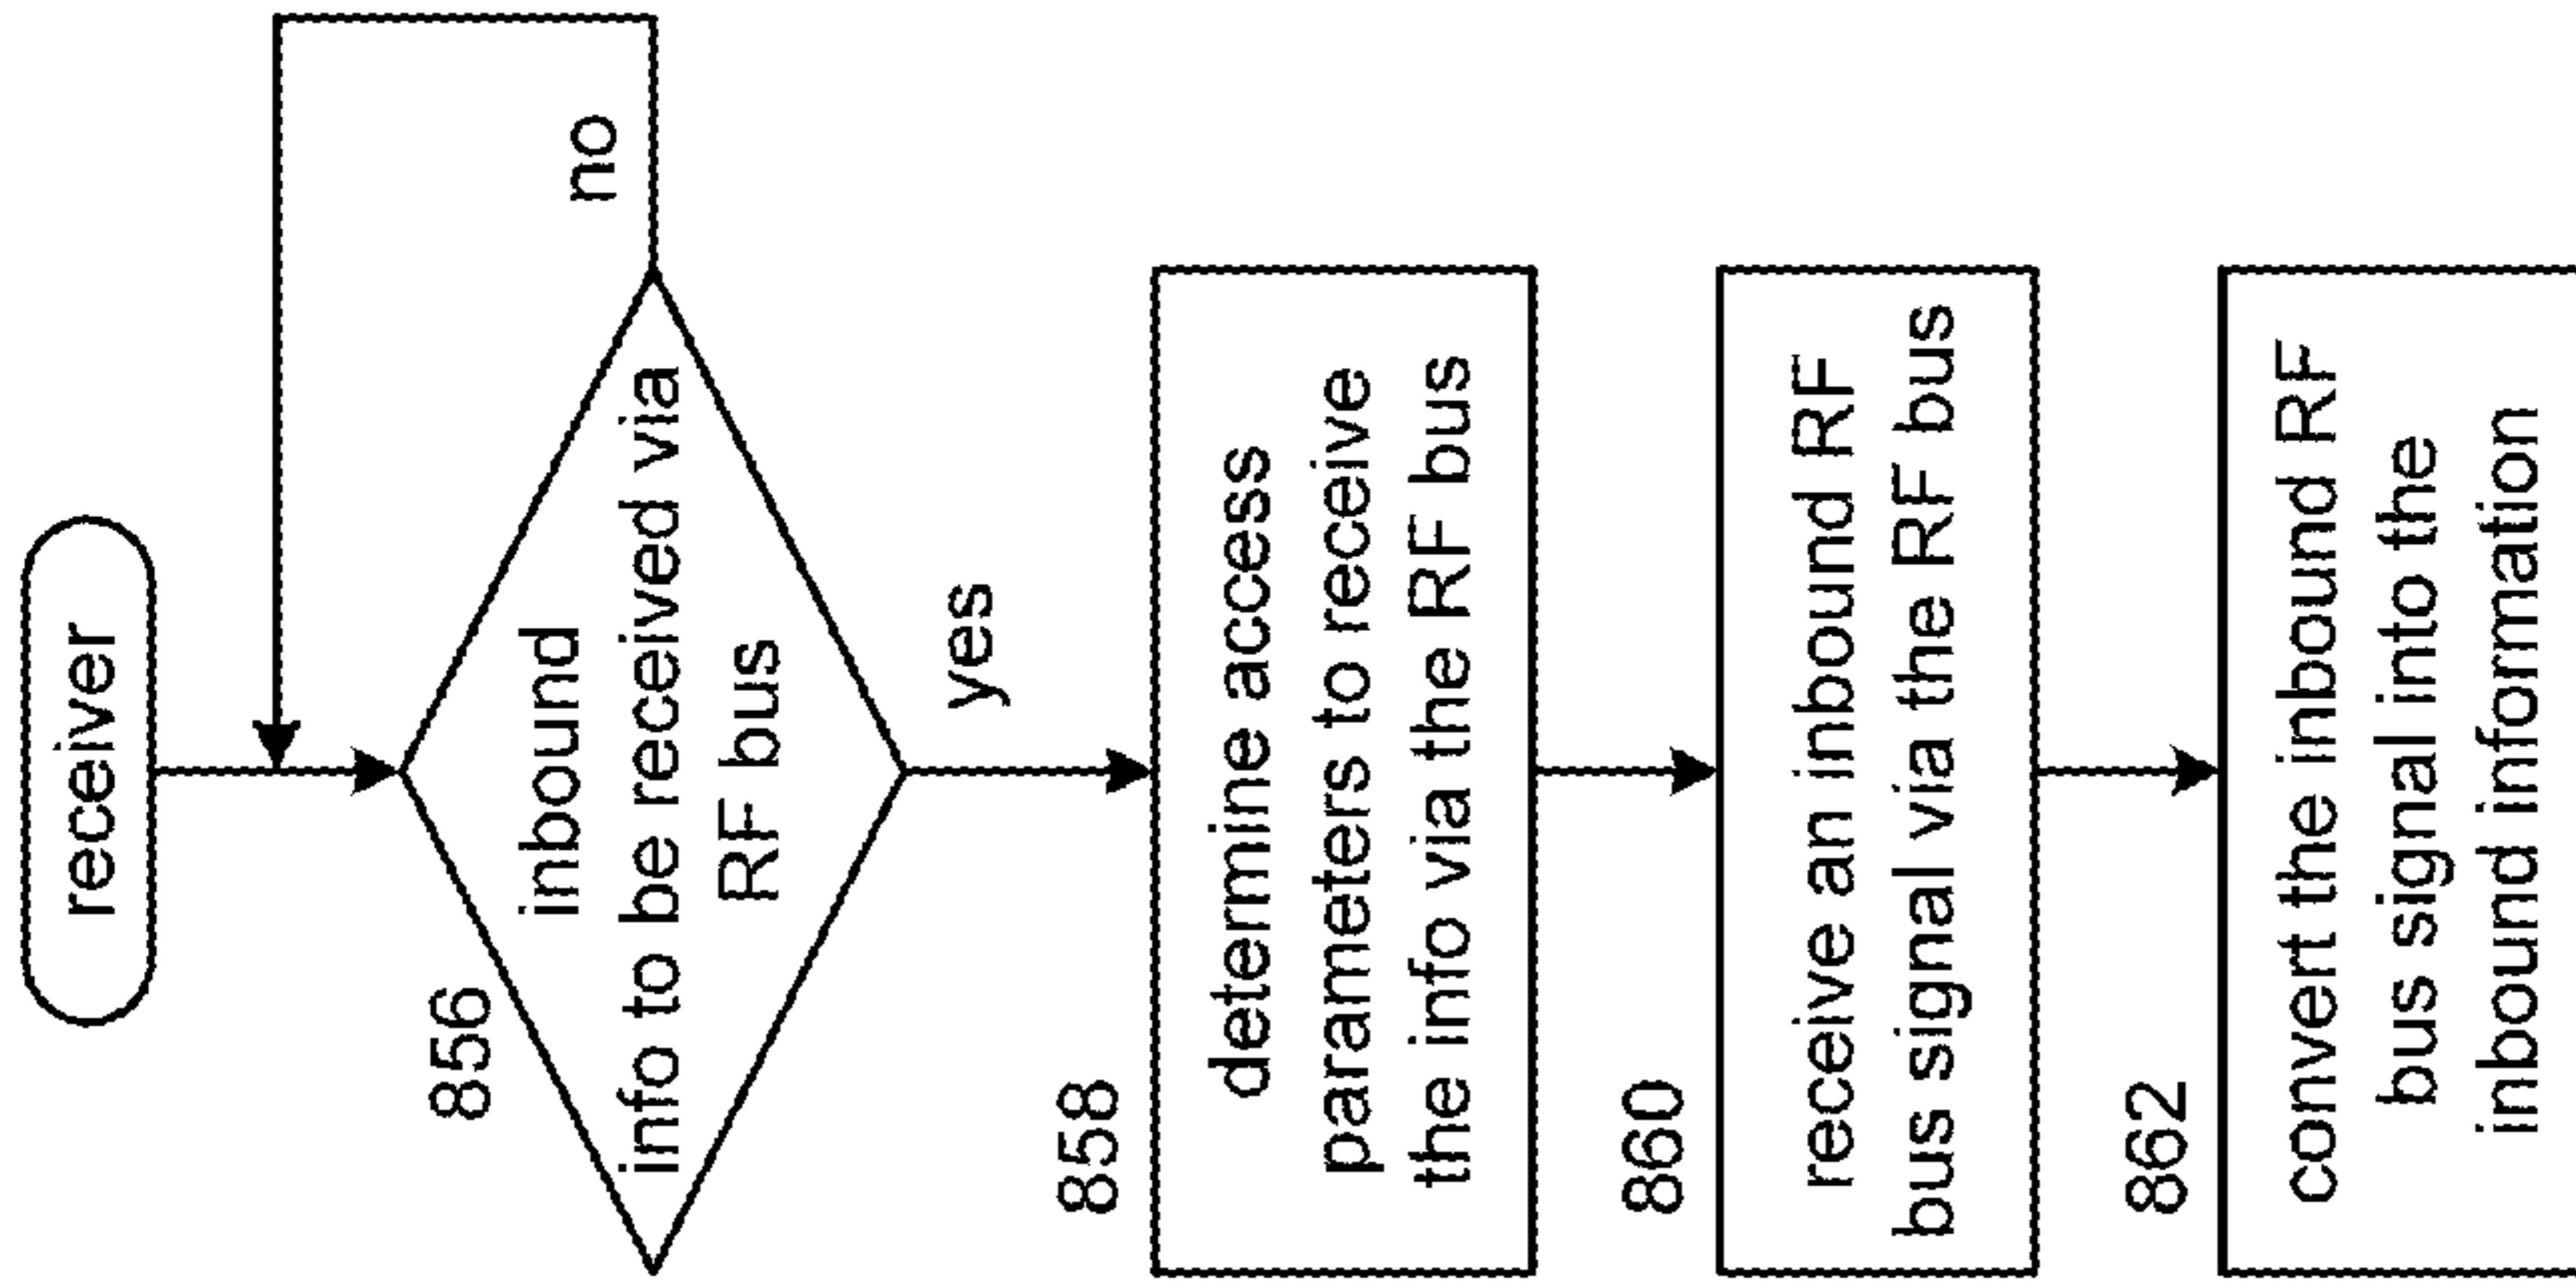 receiver
no
856
inbound
info to be received via
RF bus
yes
858
determine access
parameters to receive
the info via the RF bus
860
receive an inbound RF
bus signal via the RF bus
862
convert the inbound RF
bus signal into the
inbound information